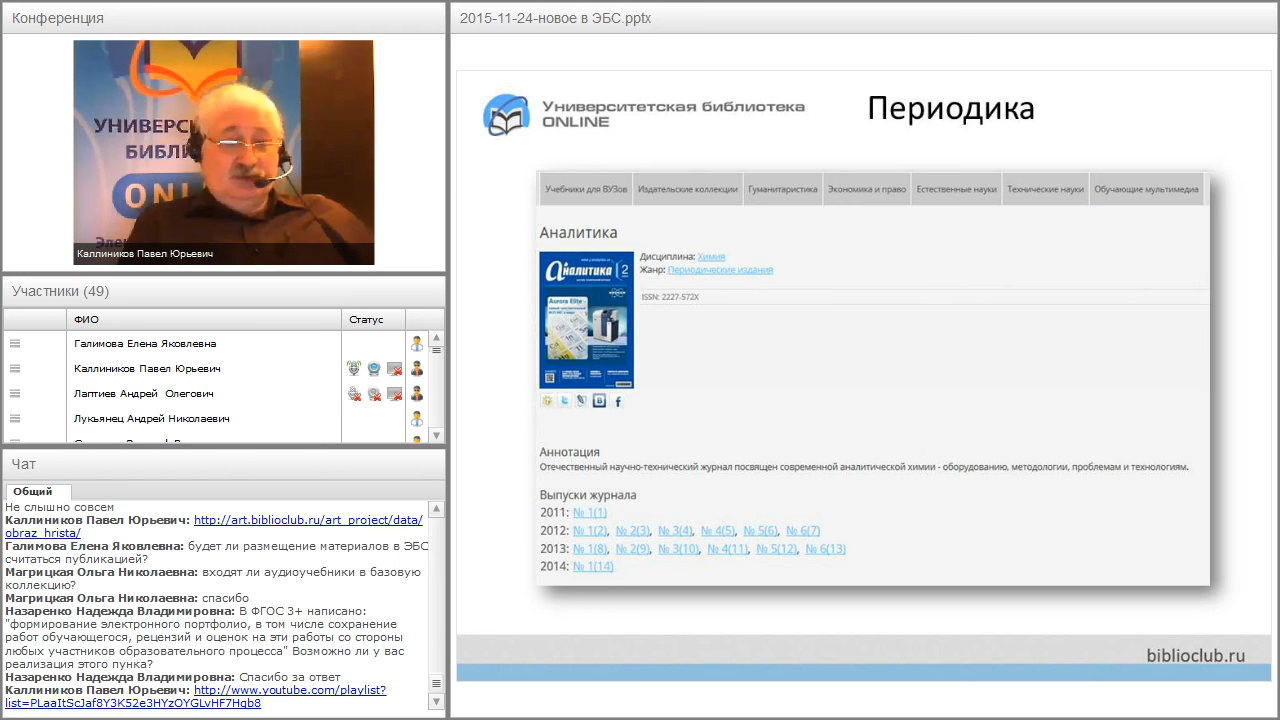 Конференция
УНИВЕРС
БИБЛИ
ONL
Каллиников Павел Юрьевич
Участники (49)
ФИО Статус
Галимова Елена Яковлевна
Каллиников Павел Юрьевич
Лаптиев Андрей Олегович
Лукьянец Андрей Николаевич
Чат
Общий
Не слышно совсем
Каллиников Павел Юрьевич: http://art.biblioclub.ru/art_project/data/
obraz_hrista/
Галимова Елена Яковлевна: будет ли размещение материалов в ЭБС
считаться публикацией?
Магрицкая Ольга Николаевна: входят ли аудиоучебники в базовую
коллекцию?
Магрицкая Ольга Николаевна: спасибо
Назаренко Надежда Владимировна: В ФГОС 3+ написано:
"формирование электронного портфолио, в том числе сохранение
работ обучающегося, рецензий и оценок на эти работы со стороны
любых участников образовательного процесса" Возможно ли у вас
реализация этого пунка?
Назаренко Надежда Владимировна: Спасибо за ответ
Каллиников Павел Юрьевич: http://www.youtube.com/playlist?
list=PLaaItScJaf8Y3K52e3HYzOYGLvHF7Hqb8
2015-11-24-новое в ЭБС.pptx
Университетская библиотека
ONLINE
Периодика
Учебники для ВУЗов Издательские коллекции Гуманитаристика Экономика и право Естественные науки Технические науки Обучающие мультимедиа
Аналитика
Аналитика 2
Aurora Elite
Дисциплина: Химия
Жанр: Периодические издания
ISSN: 2227-572X
Аннотация
Отечественный научно-технический журнал посвящен современной аналитической химии - оборудованию, методологии, проблемам и технологиям.
Выпуски журнала
2011: № 1(1)
2012: № 1(2), № 2(3), № 3(4), № 4(5), № 5(6), № 6(7)
2013: № 1(8), № 2(9), № 3(10), № 4(11), № 5(12), № 6(13)
2014: № 1(14)
biblioclub.ru